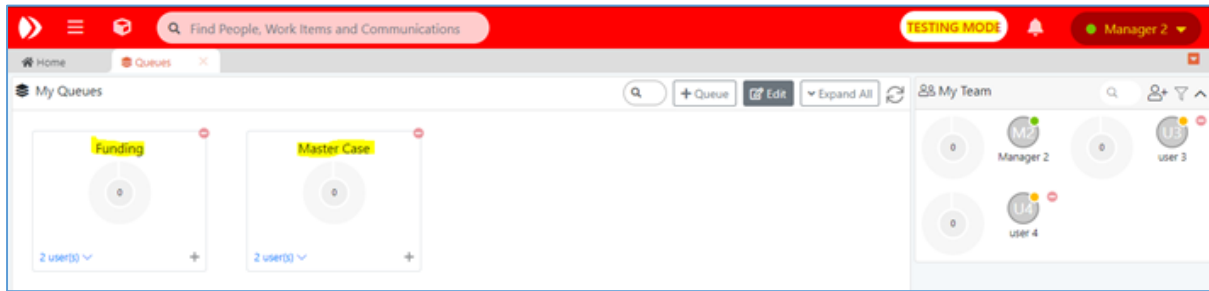 Find People, Work Items and Communications
TESTING MODE
Manager 2
Home
Queues
My Queues
+ Queue
Edit
Expand All
My Team
Funding
0
2 user(s)
Master Case
0
2 user(s)
0
M2
Manager 2
0
U3
user 3
0
U4
user 4